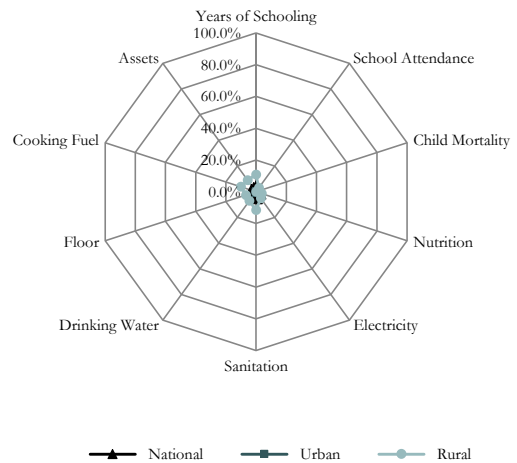 Years of Schooling
100.0%
Assets
School Attendance
80.0%
60.0%
Cooking Fuel
Child Mortality
40.0%
20.0%
0.0%
Floor
Nutrition
Drinking Water
Electricity
Sanitation
National Urban Rural